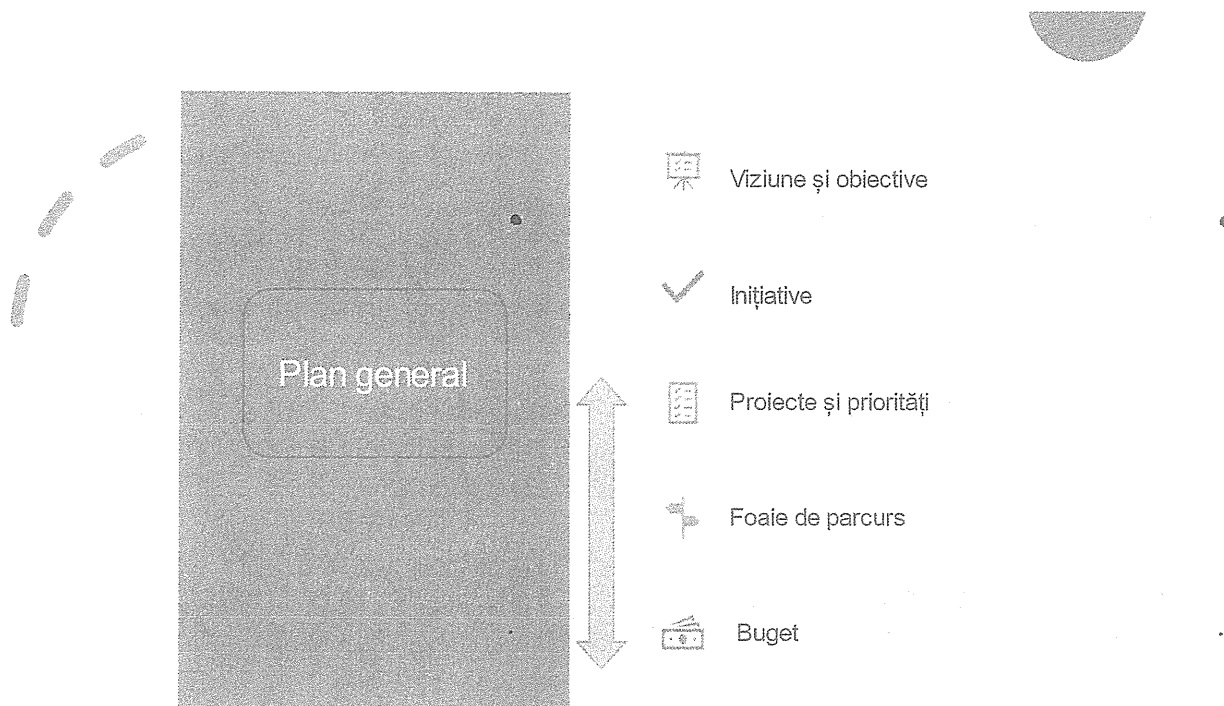 Plan general
Viziune și obiective
Inițiative
Proiecte și priorități
Foaie de parcurs
Buget